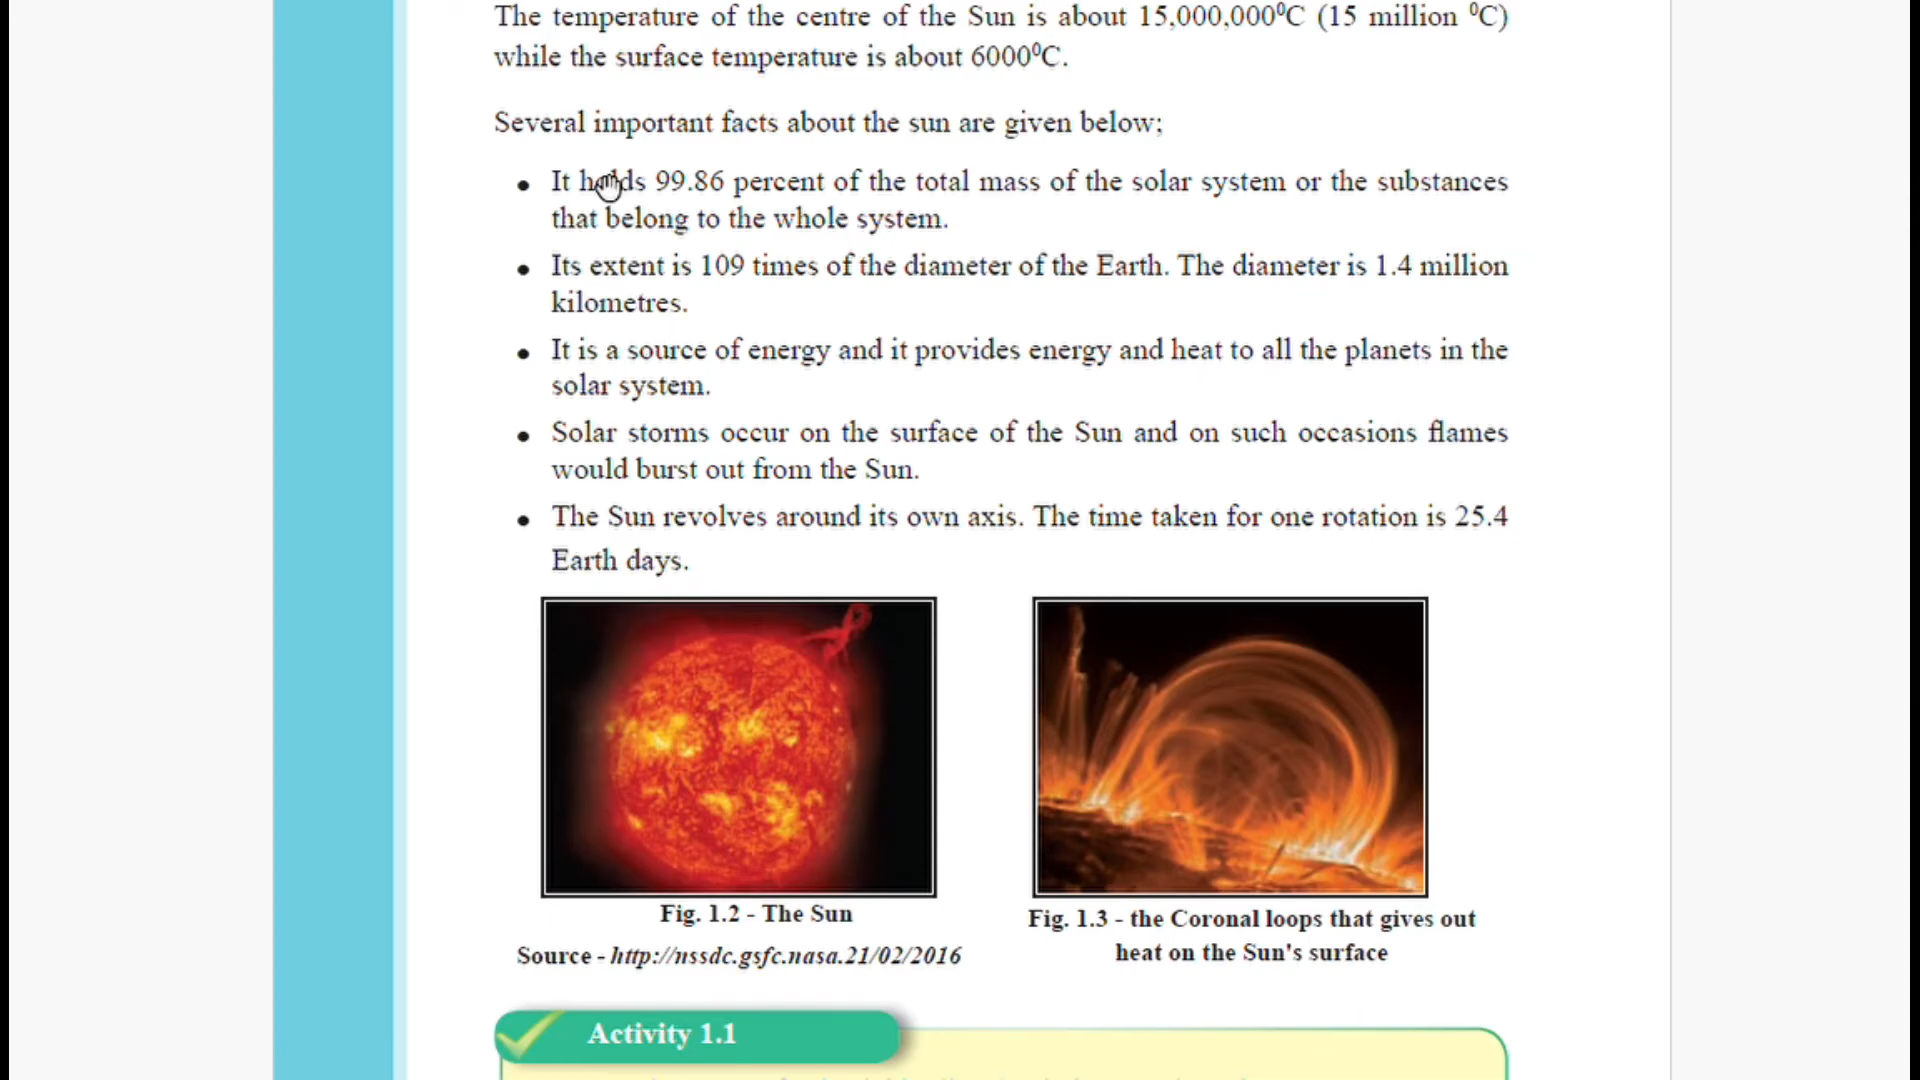 The temperature of the centre of the Sun is about 15,000,000⁰C (15 million ⁰C)
while the surface temperature is about 6000⁰C.
Several important facts about the sun are given below;
• It holds 99.86 percent of the total mass of the solar system or the substances
that belong to the whole system.
• Its extent is 109 times of the diameter of the Earth. The diameter is 1.4 million
kilometres.
• It is a source of energy and it provides energy and heat to all the planets in the
solar system.
• Solar storms occur on the surface of the Sun and on such occasions flames
would burst out from the Sun.
• The Sun revolves around its own axis. The time taken for one rotation is 25.4
Earth days.
Fig. 1.2 - The Sun
Source - http://nssdc.gsfc.nasa.21/02/2016
Fig. 1.3 - the Coronal loops that gives out
heat on the Sun's surface
Activity 1.1